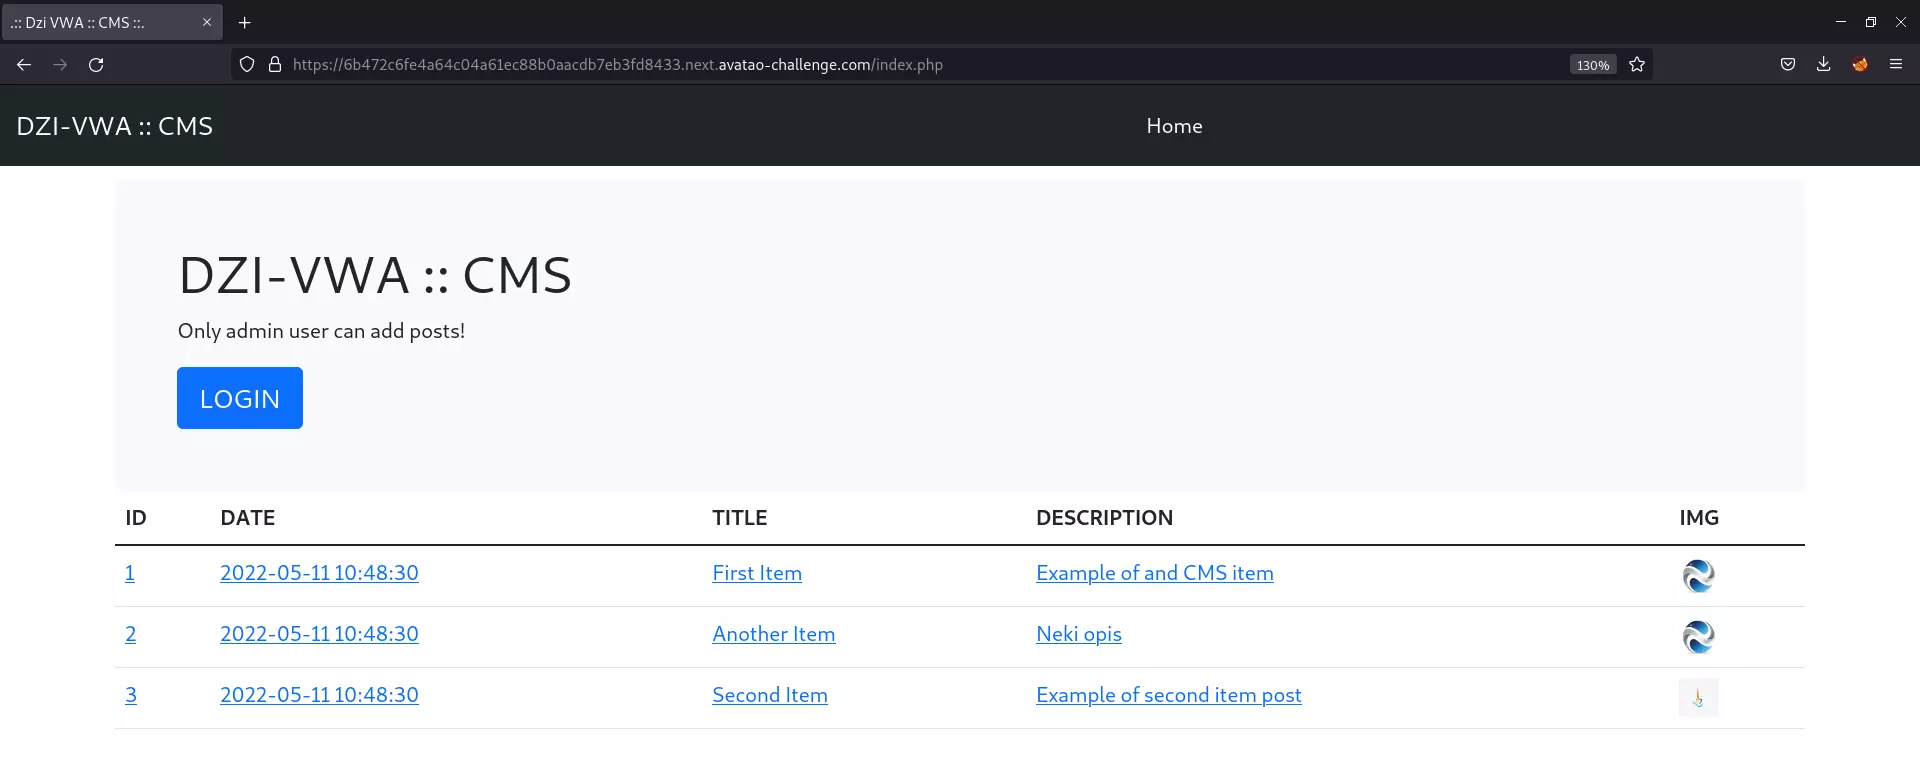 .:: Dzi VWA :: CMS ::.
https://6b472c6fe4a64c04a61ec88b0aacdb7eb3fd8433.next.avatao-challenge.com/index.php 130%
DZI-VWA :: CMS Home
DZI-VWA :: CMS
Only admin user can add posts!
LOGIN
ID DATE TITLE DESCRIPTION IMG
1 2022-05-11 10:48:30 First Item Example of and CMS item
2 2022-05-11 10:48:30 Another Item Neki opis
3 2022-05-11 10:48:30 Second Item Example of second item post